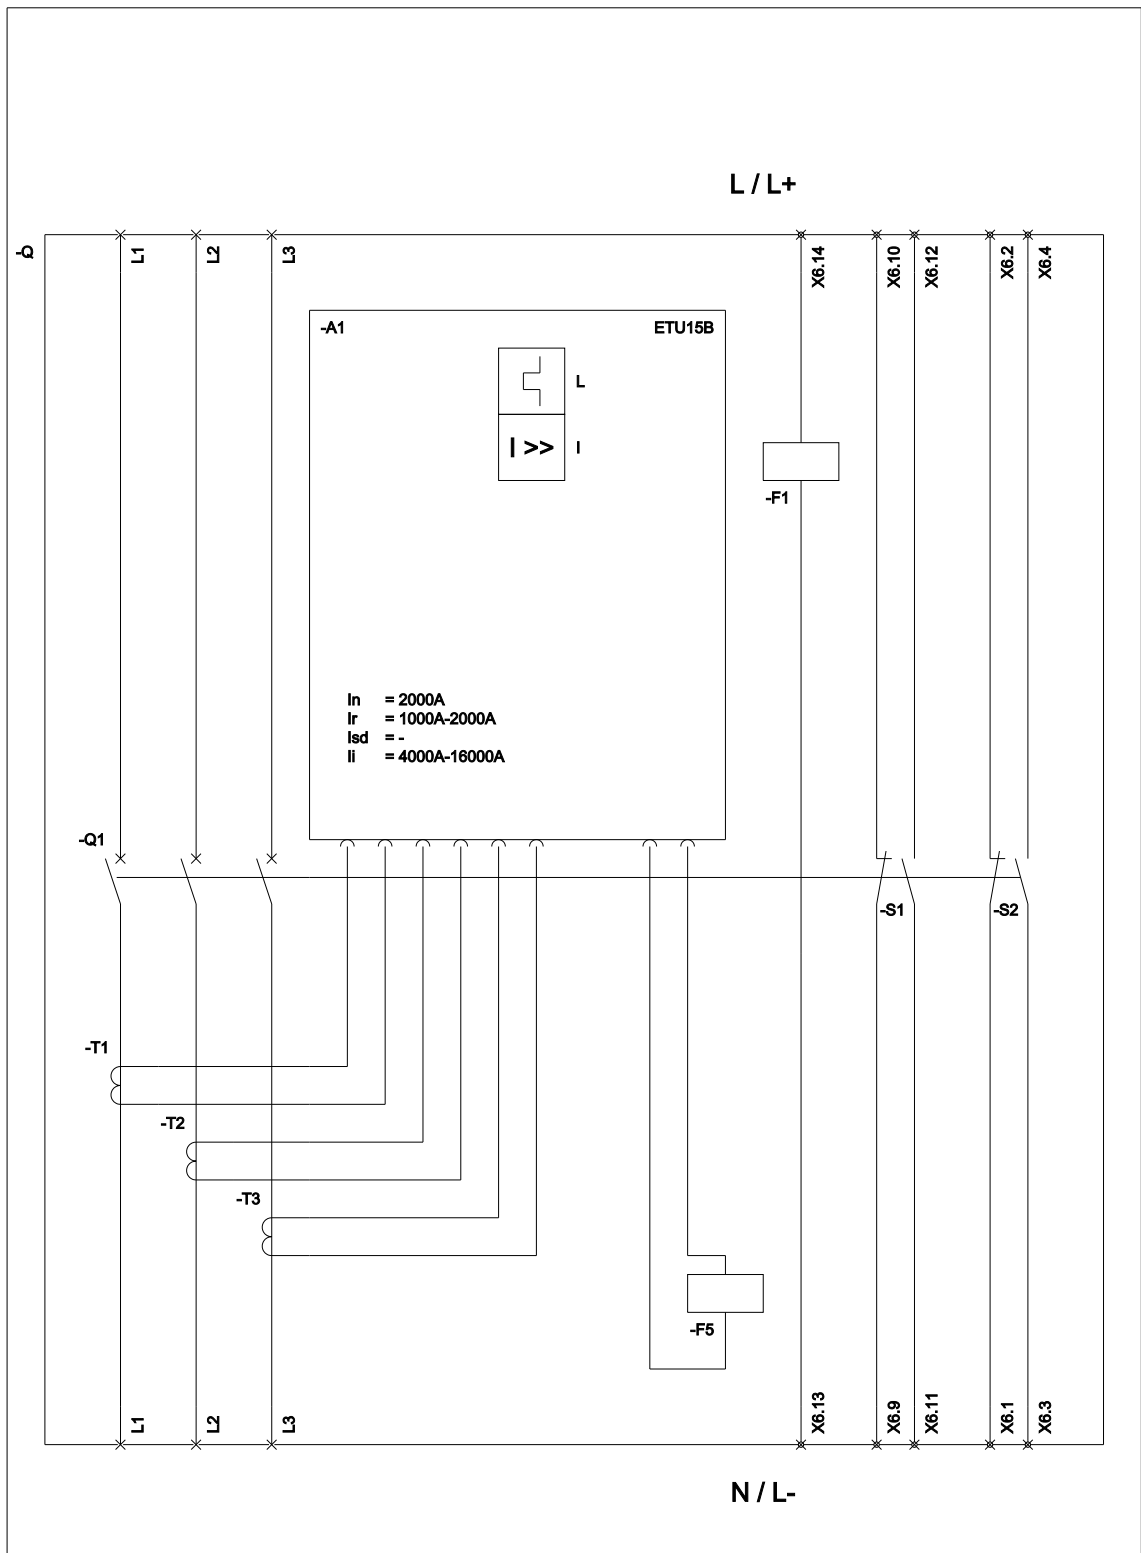 L / L+
-Q
L1
L2
L3
X6.14
X6.10
X6.12
X6.2
X6.4
-A1
ETU15B
L
I >>
I
-F1
In = 2000A
Ir = 1000A-2000A
Isd = -
Ii = 4000A-16000A
-Q1
-S1
-S2
-T1
-T2
-T3
-F5
L1
L2
L3
X6.13
X6.9
X6.11
X6.1
X6.3
N / L-